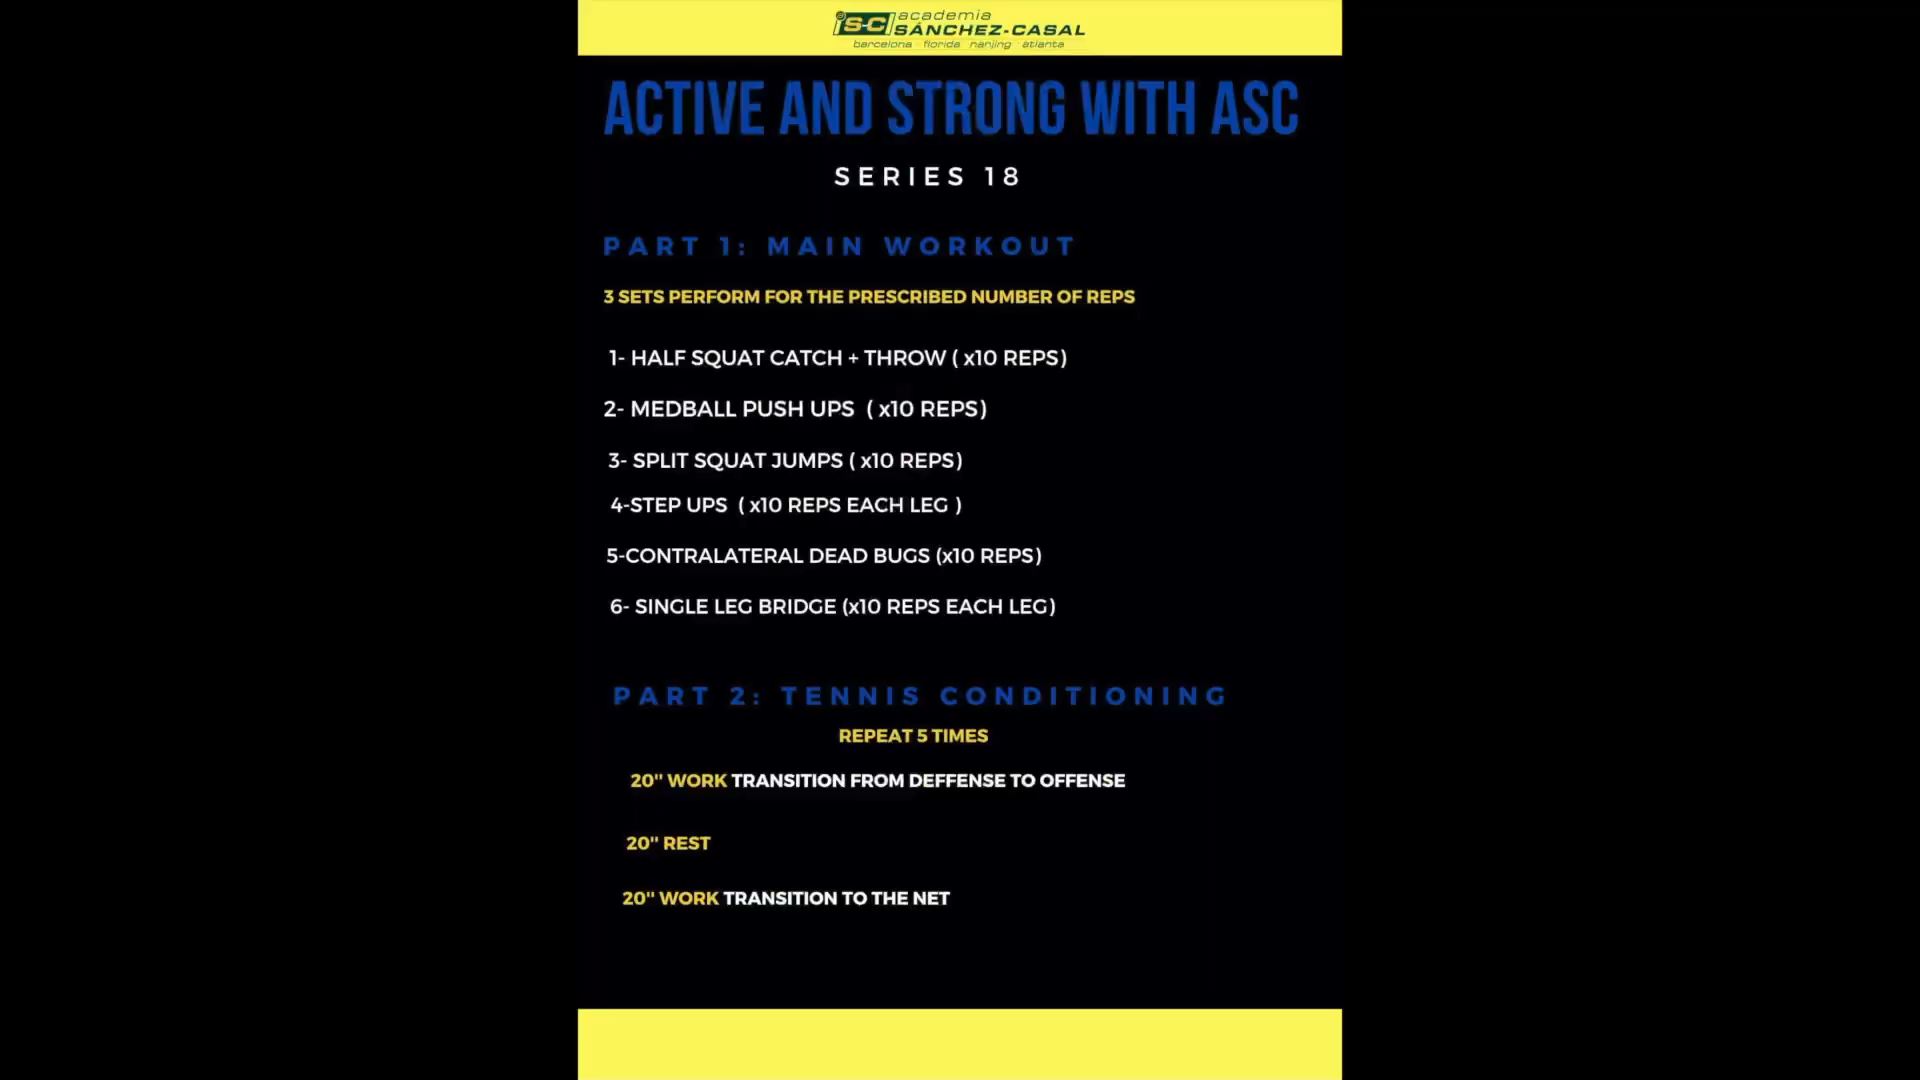 iS-C academia
SÁNCHEZ-CASAL
barcelona florida nanjing atlanta
ACTIVE AND STRONG WITH ASC
SERIES 18
PART 1: MAIN WORKOUT
3 SETS PERFORM FOR THE PRESCRIBED NUMBER OF REPS
1- HALF SQUAT CATCH + THROW ( x10 REPS)
2- MEDBALL PUSH UPS ( x10 REPS)
3- SPLIT SQUAT JUMPS ( x10 REPS)
4-STEP UPS ( x10 REPS EACH LEG )
5-CONTRALATERAL DEAD BUGS (x10 REPS)
6- SINGLE LEG BRIDGE (x10 REPS EACH LEG)
PART 2: TENNIS CONDITIONING
REPEAT 5 TIMES
20'' WORK TRANSITION FROM DEFFENSE TO OFFENSE
20'' REST
20'' WORK TRANSITION TO THE NET